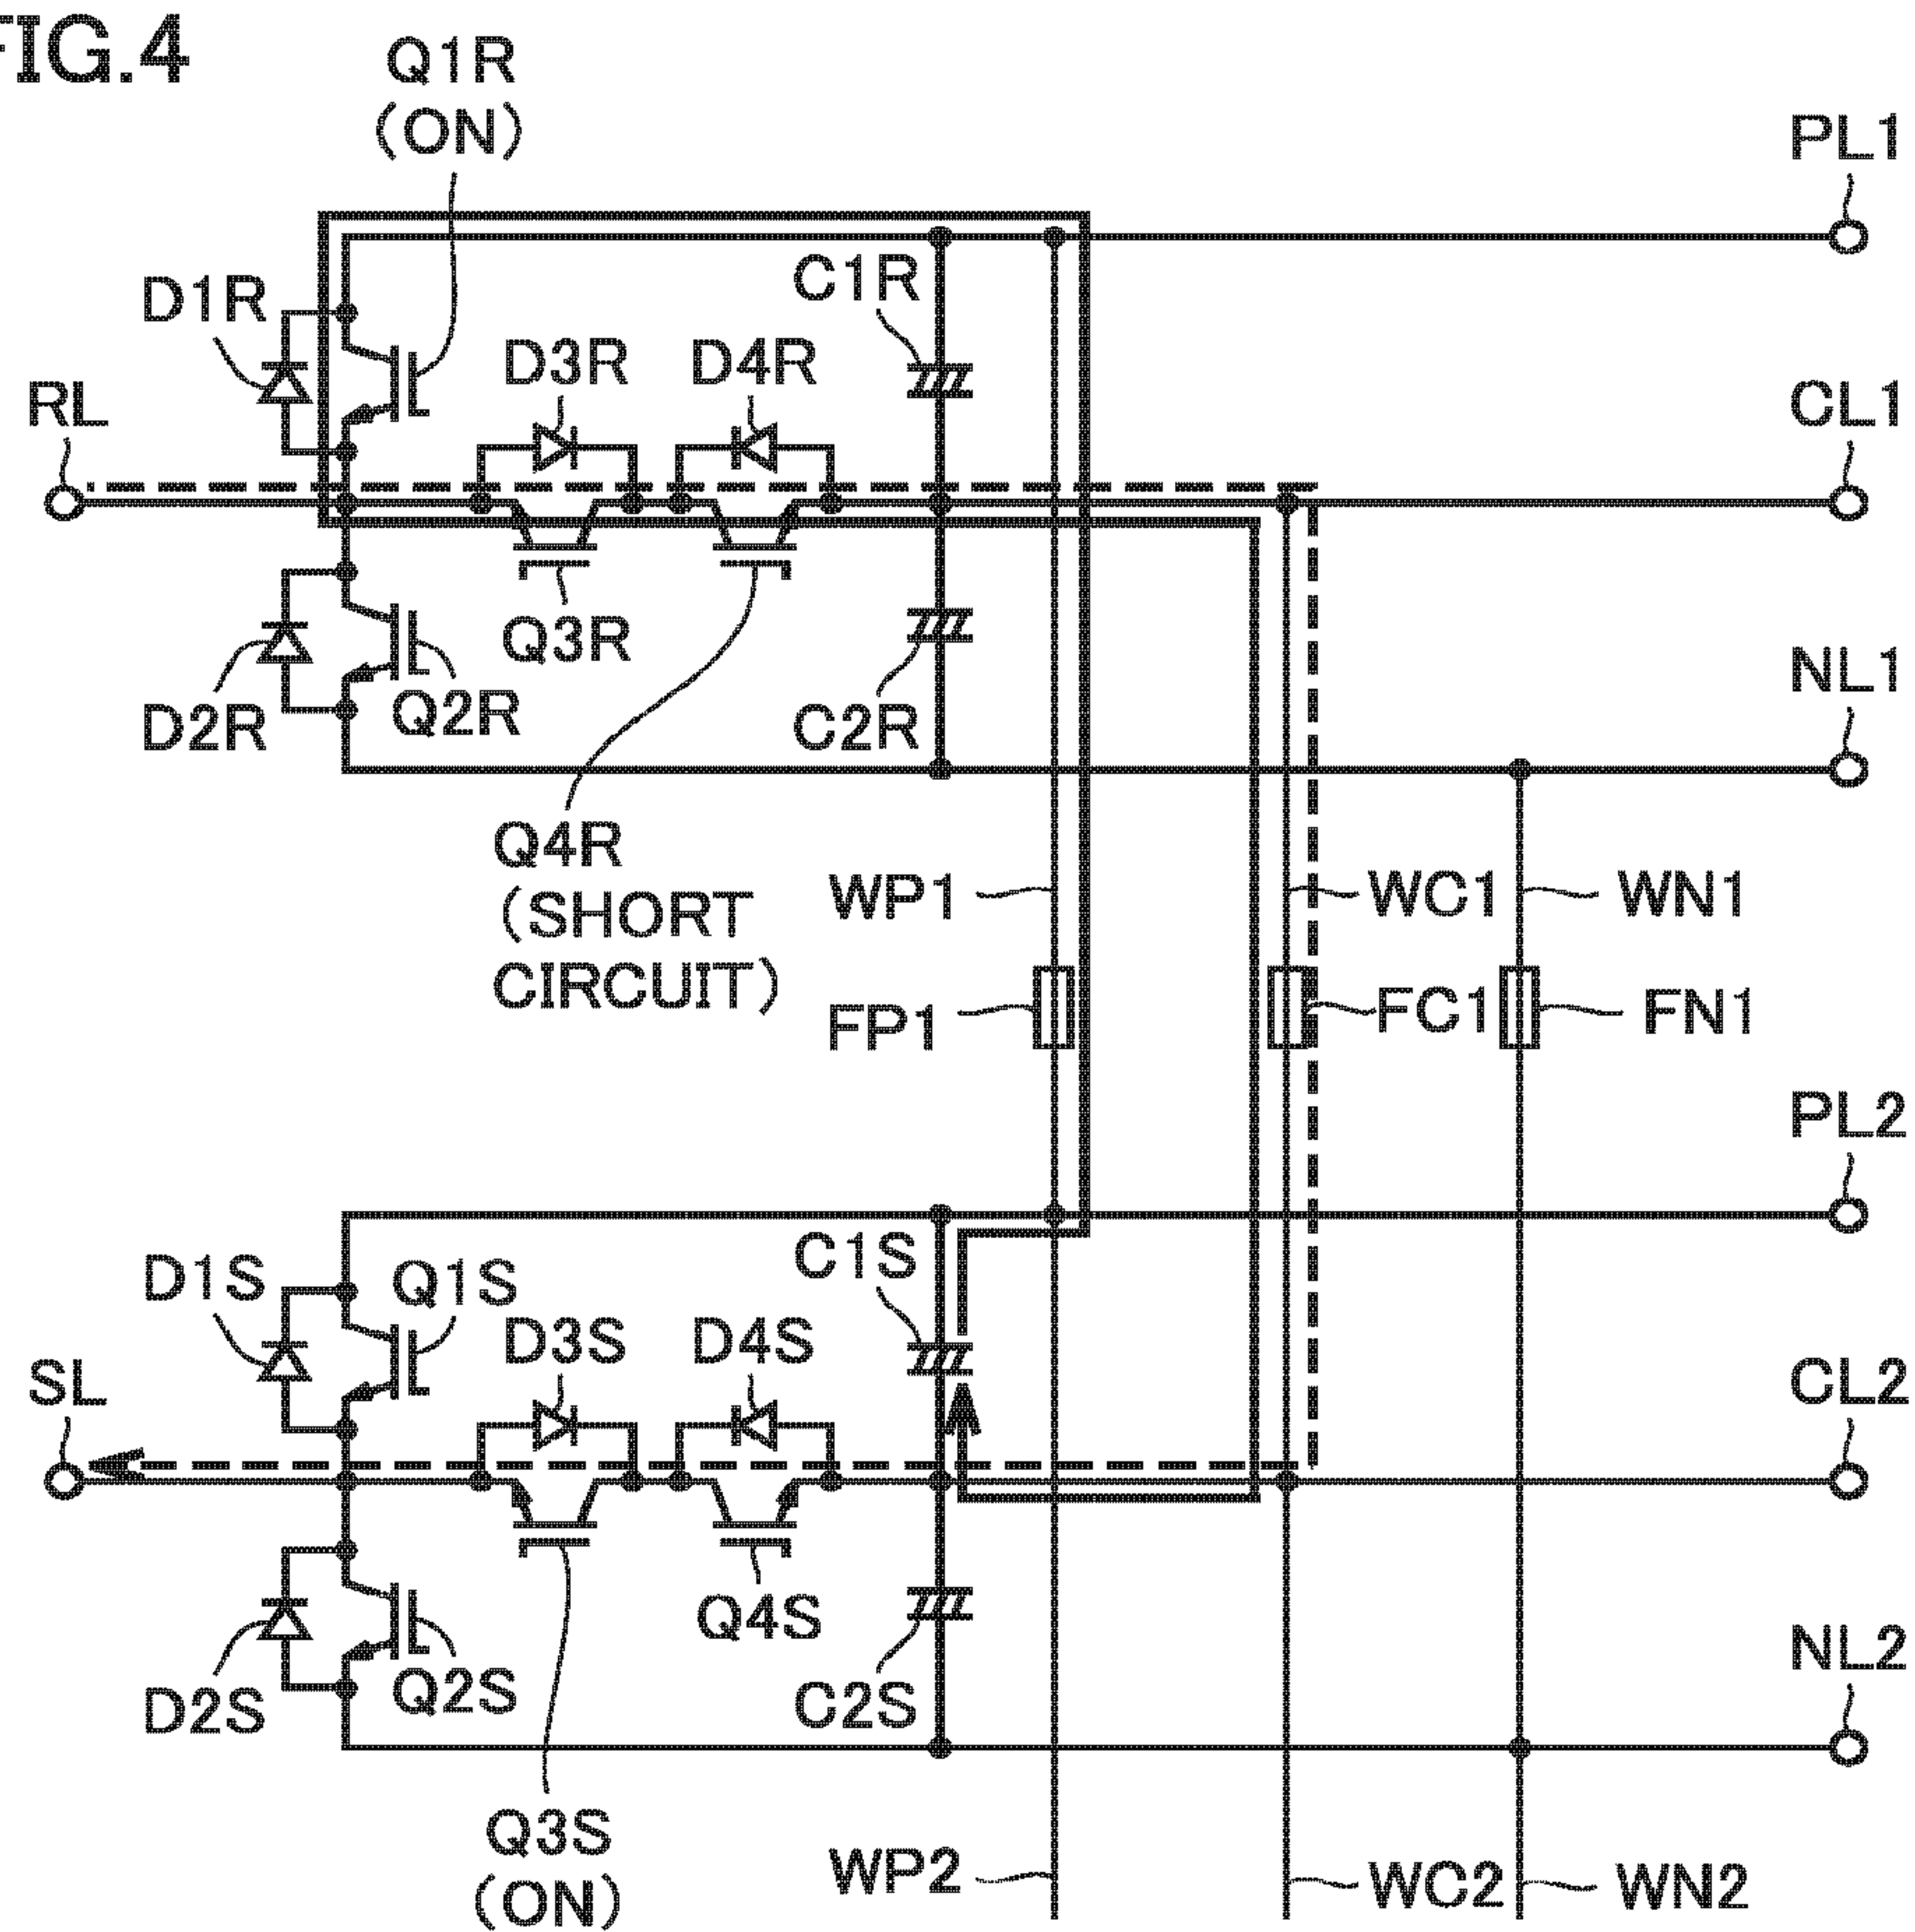 FIG.4
Q1R
(ON)
PL1
D1R
C1R
D3R
D4R
RL
CL1
Q3R
NL1
D2R
Q2R
C2R
Q4R
(SHORT
CIRCUIT)
WP1
WC1
WN1
FP1
FC1
FN1
PL2
D1S
Q1S
C1S
D3S
D4S
SL
CL2
Q4S
NL2
D2S
Q2S
C2S
Q3S
(ON)
WP2
WC2
WN2